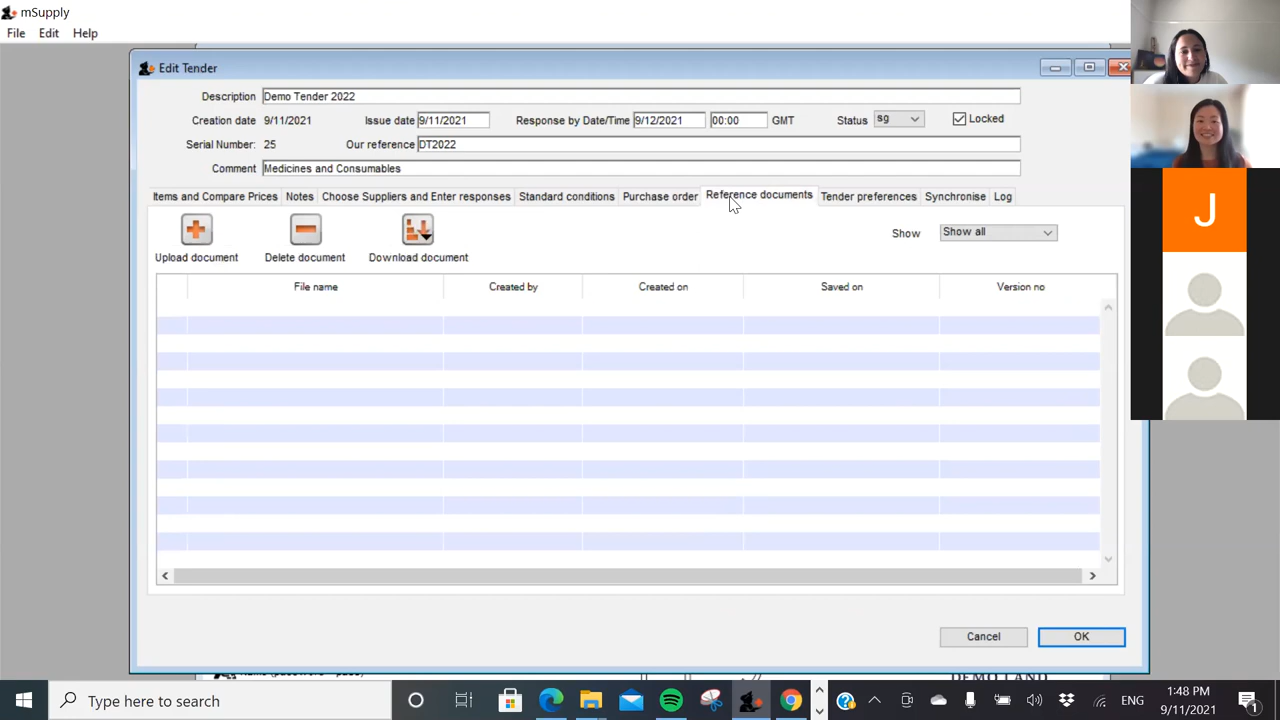 mSupply
File Edit Help
Edit Tender
Description Demo Tender 2022
Creation date 9/11/2021 Issue date 9/11/2021 Response by Date/Time 9/12/2021 00:00 GMT Status sg Locked
Serial Number: 25 Our reference DT2022
Comment Medicines and Consumables
Items and Compare Prices Notes Choose Suppliers and Enter responses Standard conditions Purchase order Reference documents Tender preferences Synchronise Log
Show Show all
Upload document Delete document Download document
File name Created by Created on Saved on Version no
Cancel OK
DEMO LAND
J
Type here to search
ENG
1:48 PM
9/11/2021
1